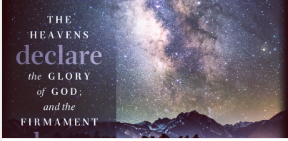 THE
HEAVENS
declare
the GLORY
of GOD;
and the
FIRMAMENT